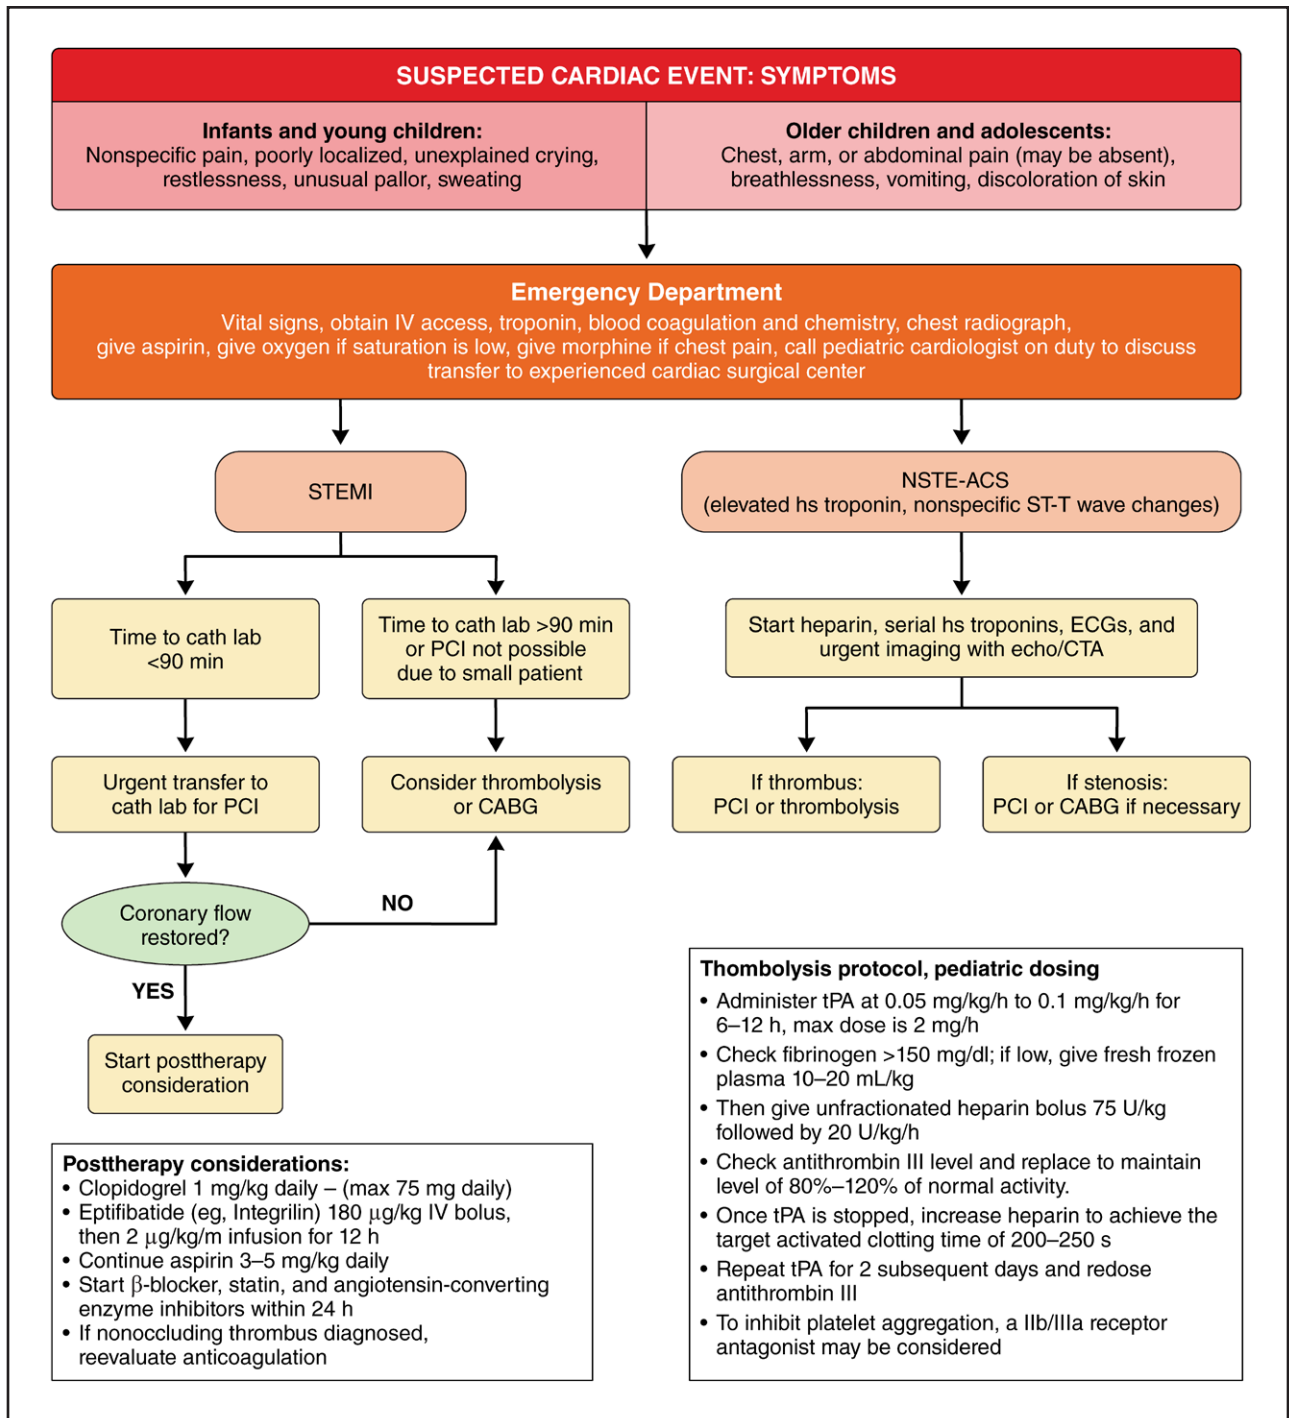 SUSPECTED CARDIAC EVENT: SYMPTOMS
Infants and young children:
Nonspecific pain, poorly localized, unexplained crying,
restlessness, unusual pallor, sweating
Older children and adolescents:
Chest, arm, or abdominal pain (may be absent),
breathlessness, vomiting, discoloration of skin
Emergency Department
Vital signs, obtain IV access, troponin, blood coagulation and chemistry, chest radiograph,
give aspirin, give oxygen if saturation is low, give morphine if chest pain, call pediatric cardiologist on duty to discuss
transfer to experienced cardiac surgical center
STEMI
NSTE-ACS
(elevated hs troponin, nonspecific ST-T wave changes)
Time to cath lab
<90 min
Time to cath lab >90 min
or PCI not possible
due to small patient
Start heparin, serial hs troponins, ECGs, and
urgent imaging with echo/CTA
Urgent transfer to
cath lab for PCI
Consider thrombolysis
or CABG
If thrombus:
PCI or thrombolysis
If stenosis:
PCI or CABG if necessary
Coronary flow
restored?
NO
YES
Start posttherapy
consideration
Posttherapy considerations:
• Clopidogrel 1 mg/kg daily – (max 75 mg daily)
• Eptifibatide (eg, Integrilin) 180 μg/kg IV bolus,
then 2 μg/kg/m infusion for 12 h
• Continue aspirin 3–5 mg/kg daily
• Start β-blocker, statin, and angiotensin-converting
enzyme inhibitors within 24 h
• If nonoccluding thrombus diagnosed,
reevaluate anticoagulation
Thombolysis protocol, pediatric dosing
• Administer tPA at 0.05 mg/kg/h to 0.1 mg/kg/h for
6–12 h, max dose is 2 mg/h
• Check fibrinogen >150 mg/dl; if low, give fresh frozen
plasma 10–20 mL/kg
• Then give unfractionated heparin bolus 75 U/kg
followed by 20 U/kg/h
• Check antithrombin III level and replace to maintain
level of 80%–120% of normal activity.
• Once tPA is stopped, increase heparin to achieve the
target activated clotting time of 200–250 s
• Repeat tPA for 2 subsequent days and redose
antithrombin III
• To inhibit platelet aggregation, a IIb/IIIa receptor
antagonist may be considered